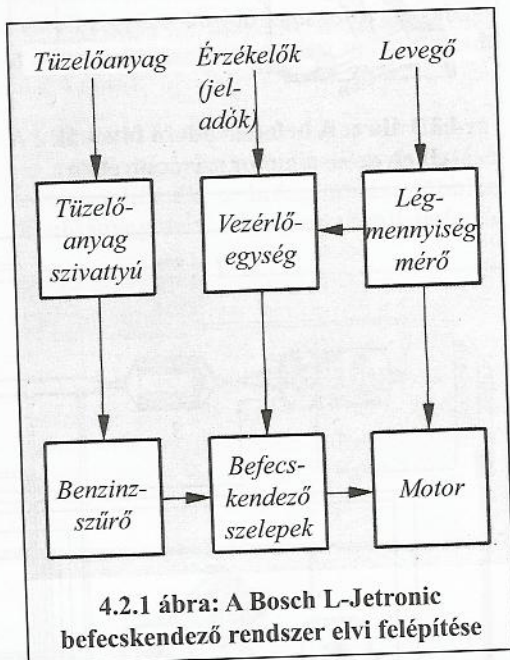 Tüzelőanyag
Érzékelők
(jel-
adók)
Levegő
Tüzelő-
anyag
szivattyú
Vezérlő-
egység
Lég-
mennyiség
mérő
Benzinz-
szűrő
Befecs-
kendező
szelepek
Motor
4.2.1 ábra: A Bosch L-Jetronic
befecskendező rendszer elvi felépítése